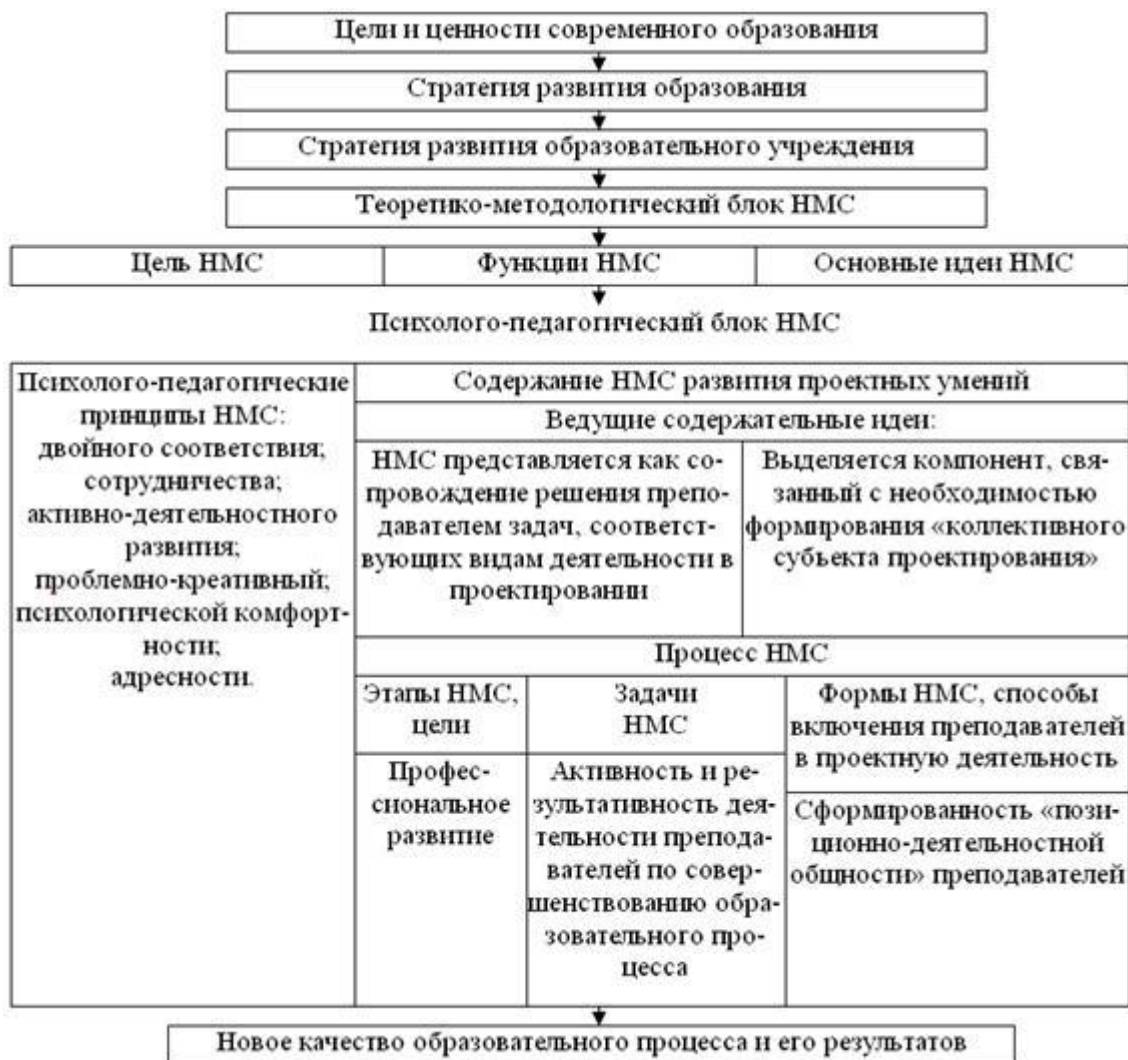 Цели и ценности современного образования
Стратегия развития образования
Стратегия развития образовательного учреждения
Теоретико-методологический блок НМС
Цель НМС
Функции НМС
Основные идеи НМС
Психолого-педагогический блок НМС
Психолого-педагогические
принципы НМС:
двойного соответствия;
сотрудничества;
активно-деятельностного
развития;
проблемно-креативный;
психологической комфорт-
ности;
адресности.
Содержание НМС развития проектных умений
Ведущие содержательные идеи:
НМС представляется как со-
провождение решения препо-
давателем задач, соответст-
вующих видам деятельности в
проектировании
Выделяется компонент, свя-
занный с необходимостью
формирования «коллективного
субъекта проектирования»
Процесс НМС
Этапы НМС,
цели
Задачи
НМС
Формы НМС, способы
включения преподавателей
в проектную деятельность
Профес-
сиональное
развитие
Активность и ре-
зультативность дея-
тельности препода-
вателей по совер-
шенствованию обра-
зовательного про-
цесса
Сформированность «пози-
ционно-деятельностной
общности» преподавателей
Новое качество образовательного процесса и его результатов